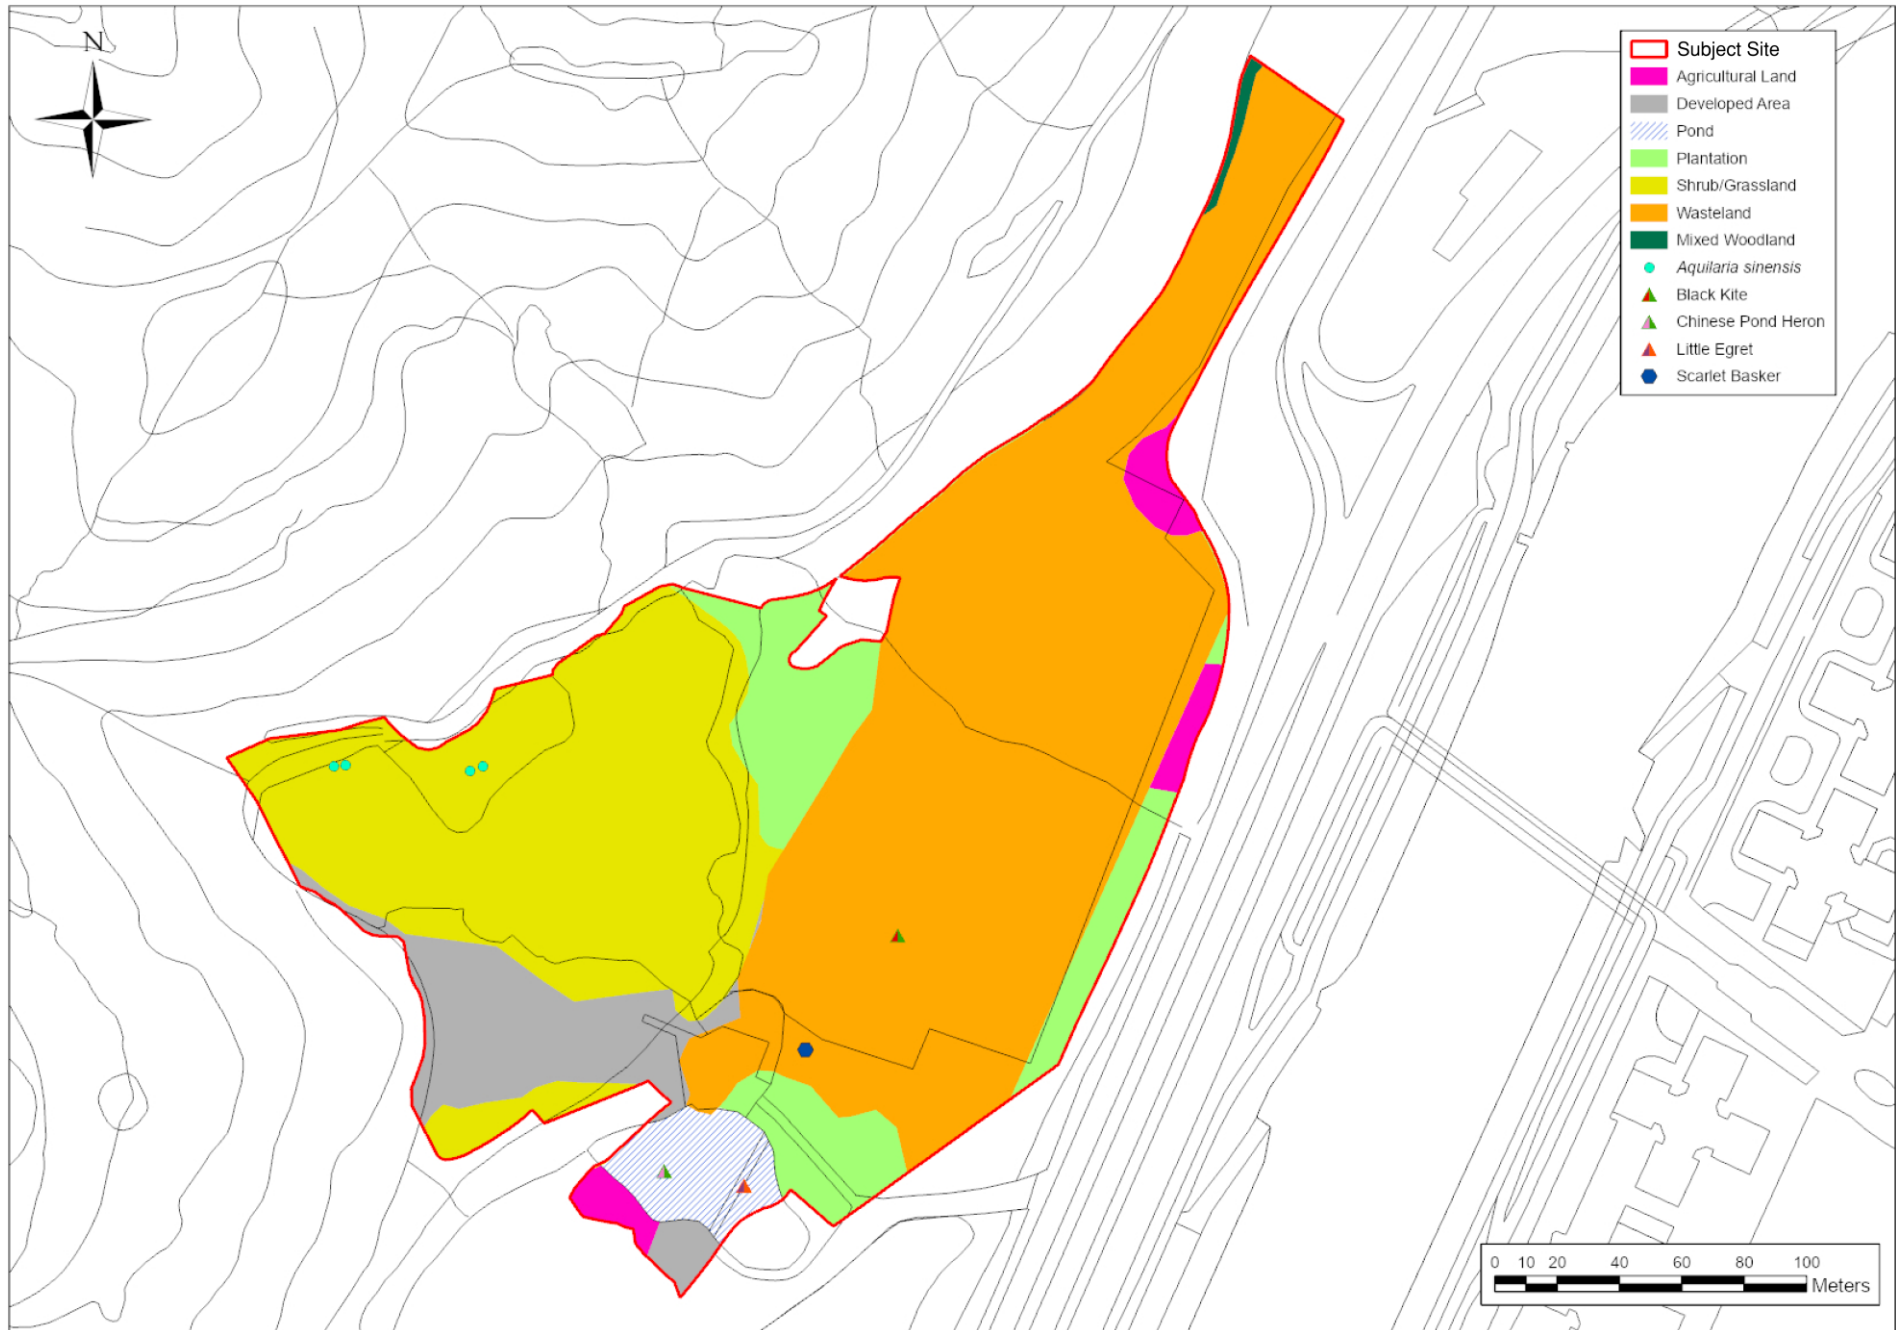 N
Subject Site
Agricultural Land
Developed Area
Pond
Plantation
Shrub/Grassland
Wasteland
Mixed Woodland
Aquilaria sinensis
Black Kite
Chinese Pond Heron
Little Egret
Scarlet Basker
0 10 20 40 60 80 100
Meters